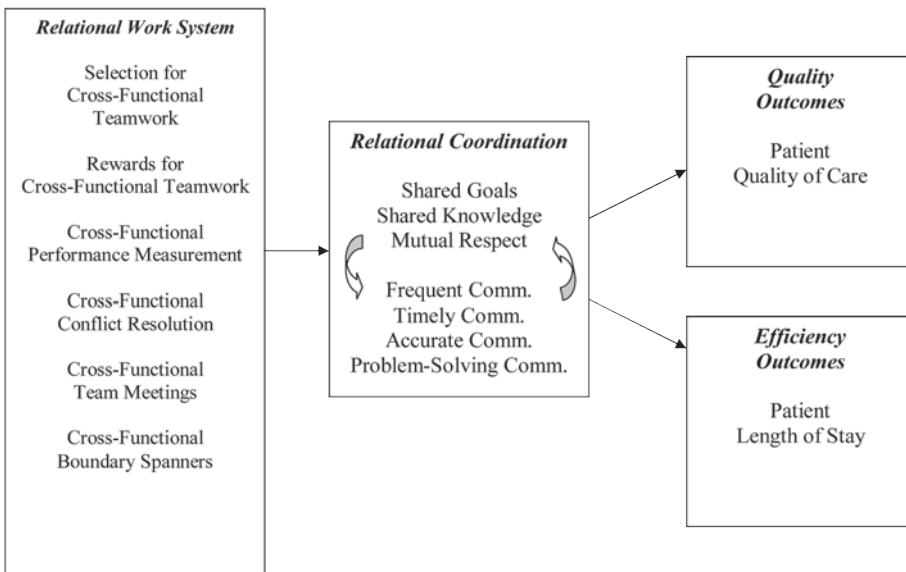 Relational Work System
Selection for
Cross-Functional
Teamwork
Rewards for
Cross-Functional Teamwork
Cross-Functional
Performance Measurement
Cross-Functional
Conflict Resolution
Cross-Functional
Team Meetings
Cross-Functional
Boundary Spanners
Relational Coordination
Shared Goals
Shared Knowledge
Mutual Respect
Frequent Comm.
Timely Comm.
Accurate Comm.
Problem-Solving Comm.
Quality
Outcomes
Patient
Quality of Care
Efficiency
Outcomes
Patient
Length of Stay